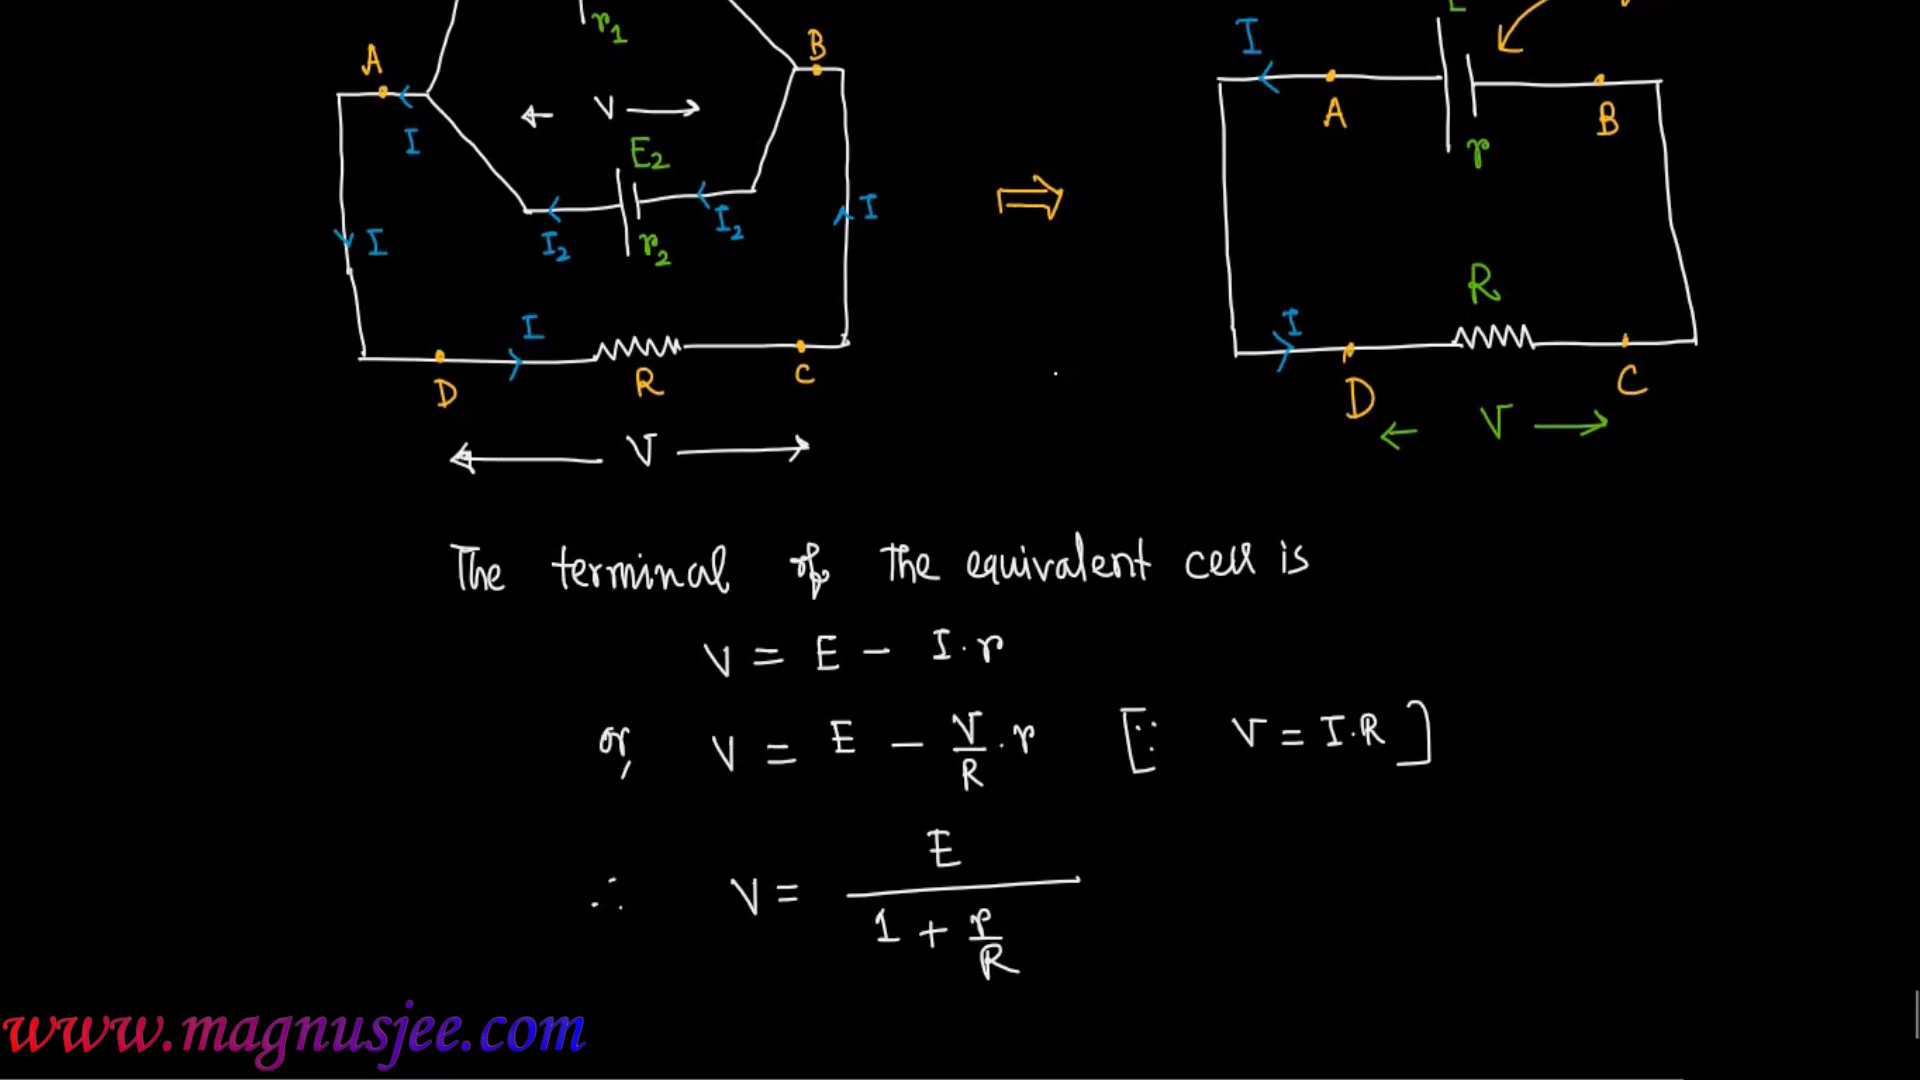 r1
A
B
I
V
I
A
B
E2
r
I
I
I2
r2
I2
I
R
I
D
R
C
D
C
V
V
The terminal of the equivalent cell is
V = E - I.r
or, V = E - V/R . r [∵ V = I.R]
∴ V = E / (1 + r/R)
www.magnusjee.com